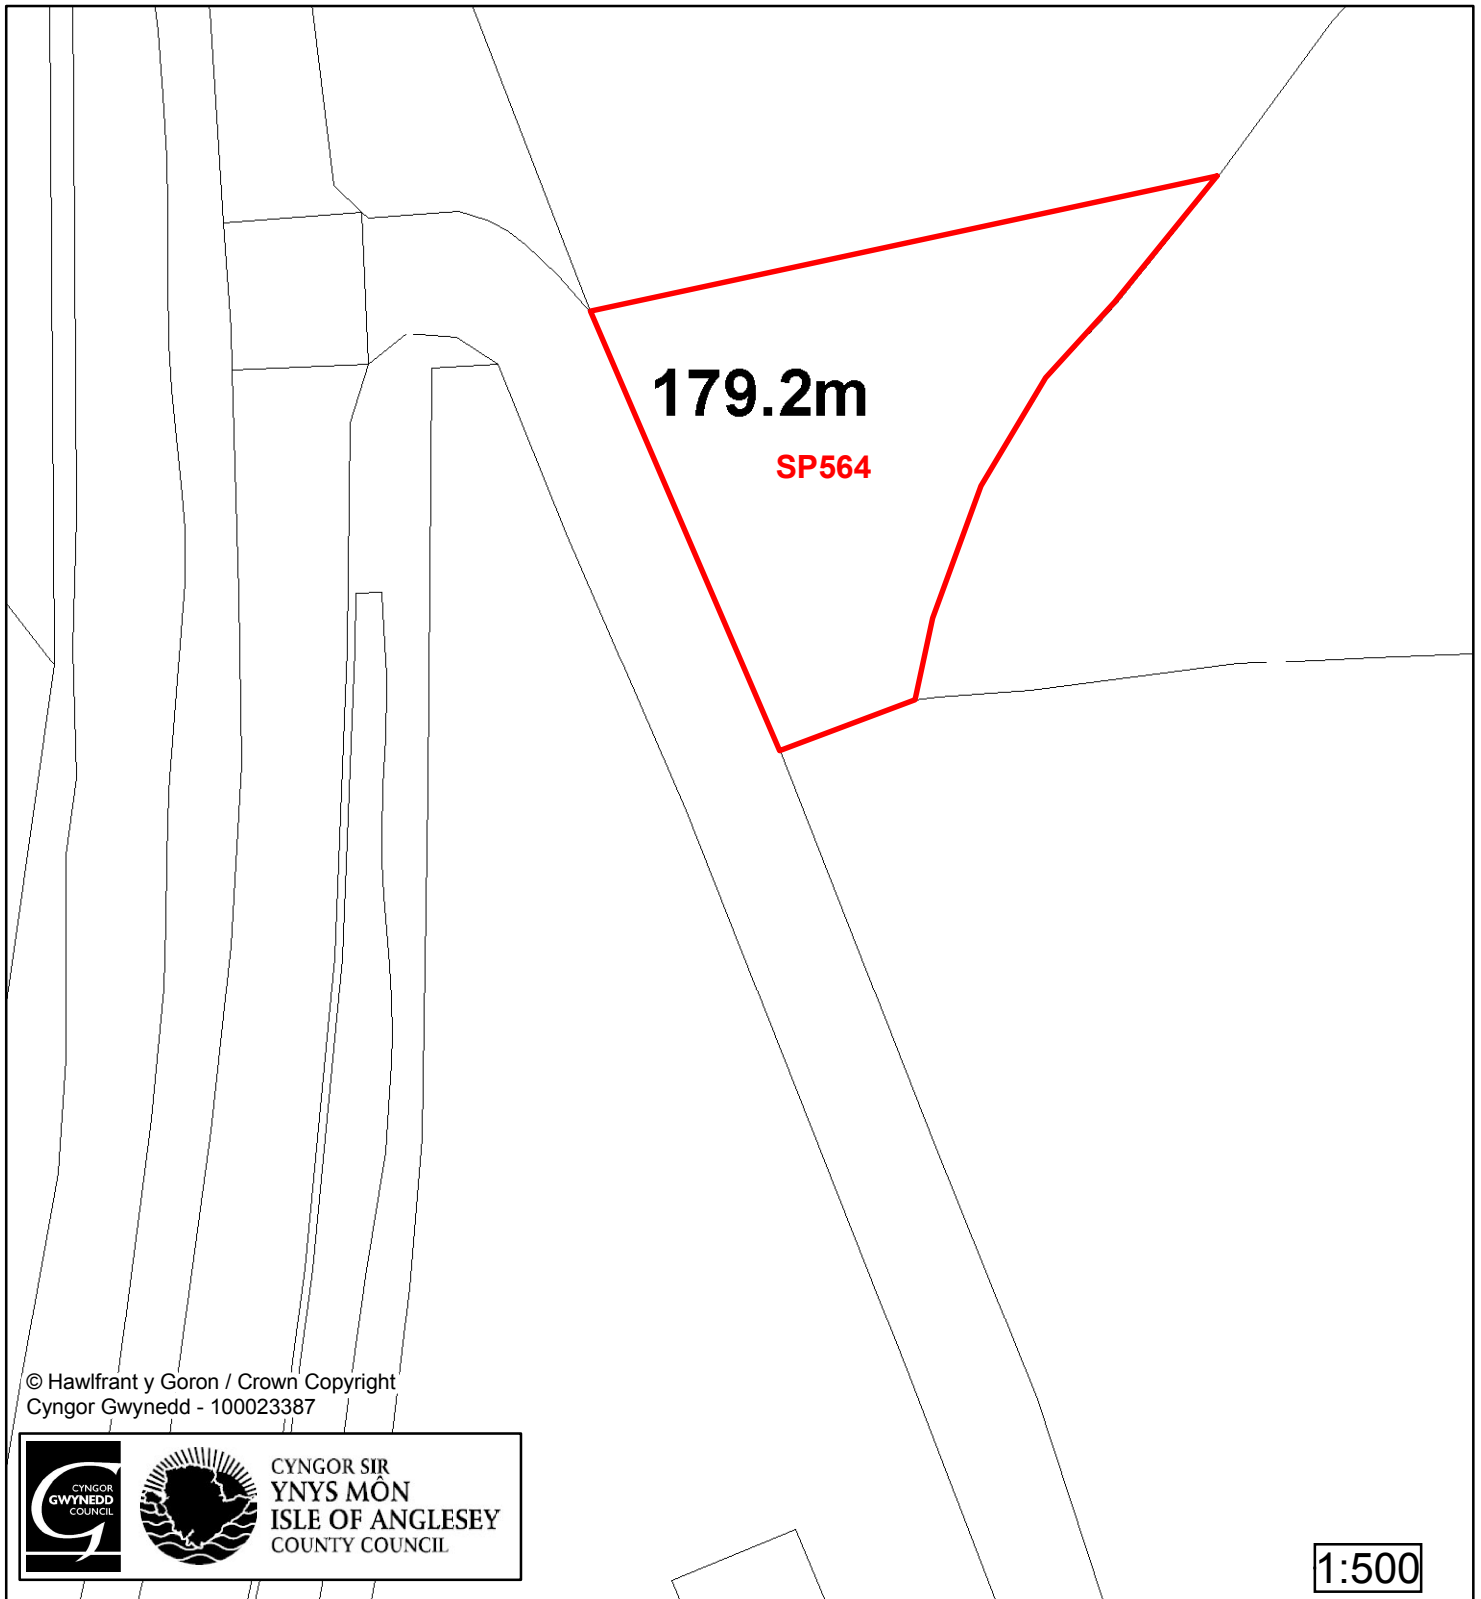 179.2m
SP564
© Hawlfrant y Goron / Crown Copyright
Cyngor Gwynedd - 100023387
CYNGOR
GWYNEDD
COUNCIL
CYNGOR SIR
YNYS MÔN
ISLE OF ANGLESEY
COUNTY COUNCIL
1:500